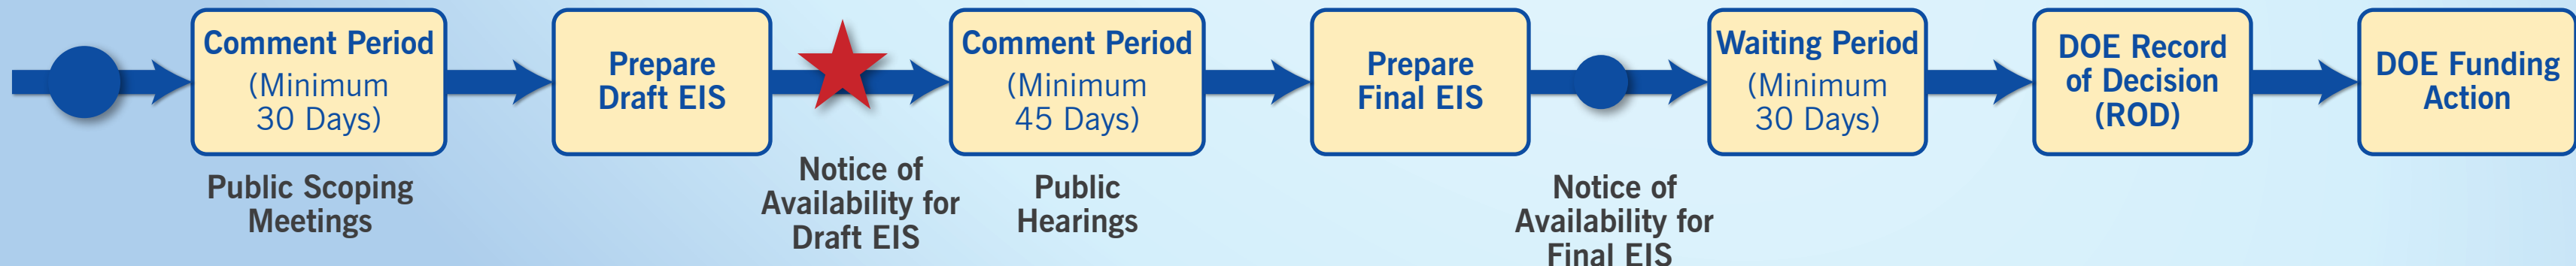 Comment Period
(Minimum
30 Days)
Public Scoping
Meetings
Prepare
Draft EIS
Notice of
Availability for
Draft EIS
Comment Period
(Minimum
45 Days)
Public
Hearings
Prepare
Final EIS
Notice of
Availability for
Final EIS
Waiting Period
(Minimum
30 Days)
DOE Record
of Decision
(ROD)
DOE Funding
Action